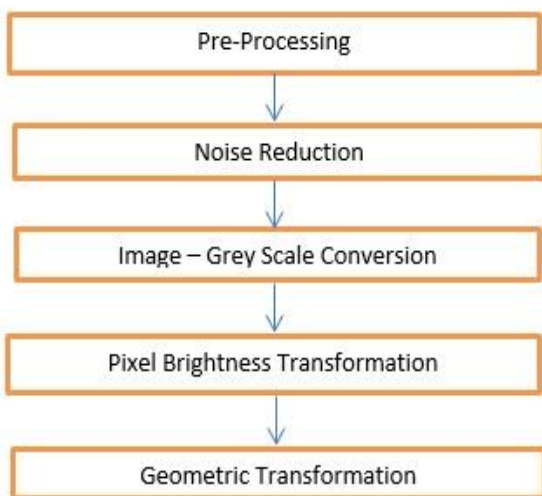 Pre-Processing
Noise Reduction
Image – Grey Scale Conversion
Pixel Brightness Transformation
Geometric Transformation